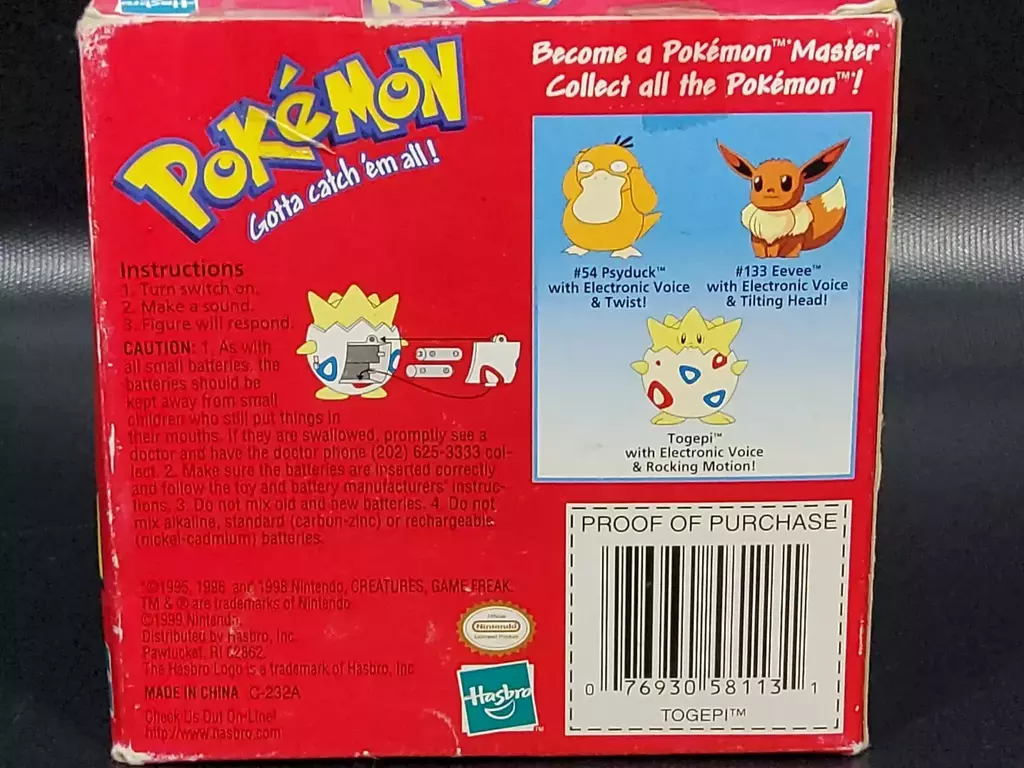 Hasbro
POKéMON
Gotta catch 'em all!
Become a Pokémon™ Master
Collect all the Pokémon™!
#54 Psyduck™
with Electronic Voice
& Twist!
#133 Eevee™
with Electronic Voice
& Tilting Head!
Togepi™
with Electronic Voice
& Rocking Motion!
Instructions
1. Turn switch on.
2. Make a sound.
3. Figure will respond.
CAUTION: 1. As with
all small batteries, the
batteries should be
kept away from small
children who still put things in
their mouths. If they are swallowed, promptly see a
doctor and have the doctor phone (202) 625-3333 col-
lect. 2. Make sure the batteries are inserted correctly
and follow the toy and battery manufacturers' instruc-
tions. 3. Do not mix old and new batteries. 4. Do not
mix alkaline, standard (carbon-zinc) or rechargeable
(nickel-cadmium) batteries.
©1995, 1996 and 1998 Nintendo, CREATURES, GAME FREAK.
TM & ® are trademarks of Nintendo
©1999 Nintendo.
Distributed by Hasbro, Inc.
Pawtucket, RI 02862.
The Hasbro Logo is a trademark of Hasbro, Inc
MADE IN CHINA C-232A
Check Us Out On-Line!
http://www.hasbro.com
Official
Nintendo
Licensed Product
Hasbro
TM
PROOF OF PURCHASE
0 76930 58113 1
TOGEPI™